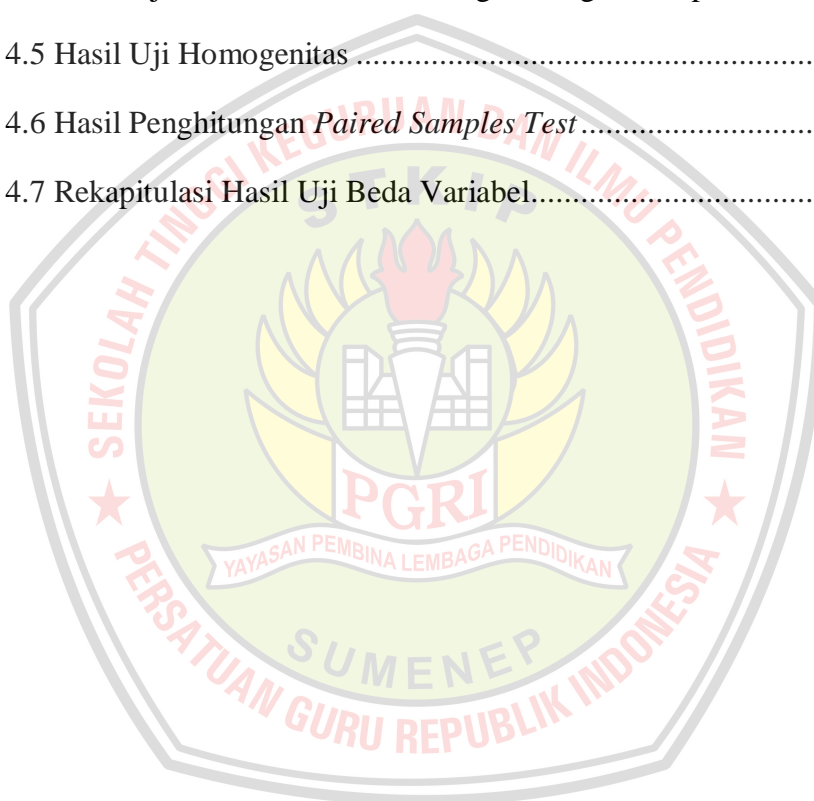 4.5 Hasil Uji Homogenitas ........................................................
4.6 Hasil Penghitungan Paired Samples Test ............................
4.7 Rekapitulasi Hasil Uji Beda Variabel..................................
SEKOLAH TINGGI KEGURUAN DAN ILMU PENDIDIKAN
STKIP
PGRI
YAYASAN PEMBINA LEMBAGA PENDIDIKAN
SUMENEP
PERSATUAN GURU REPUBLIK INDONESIA